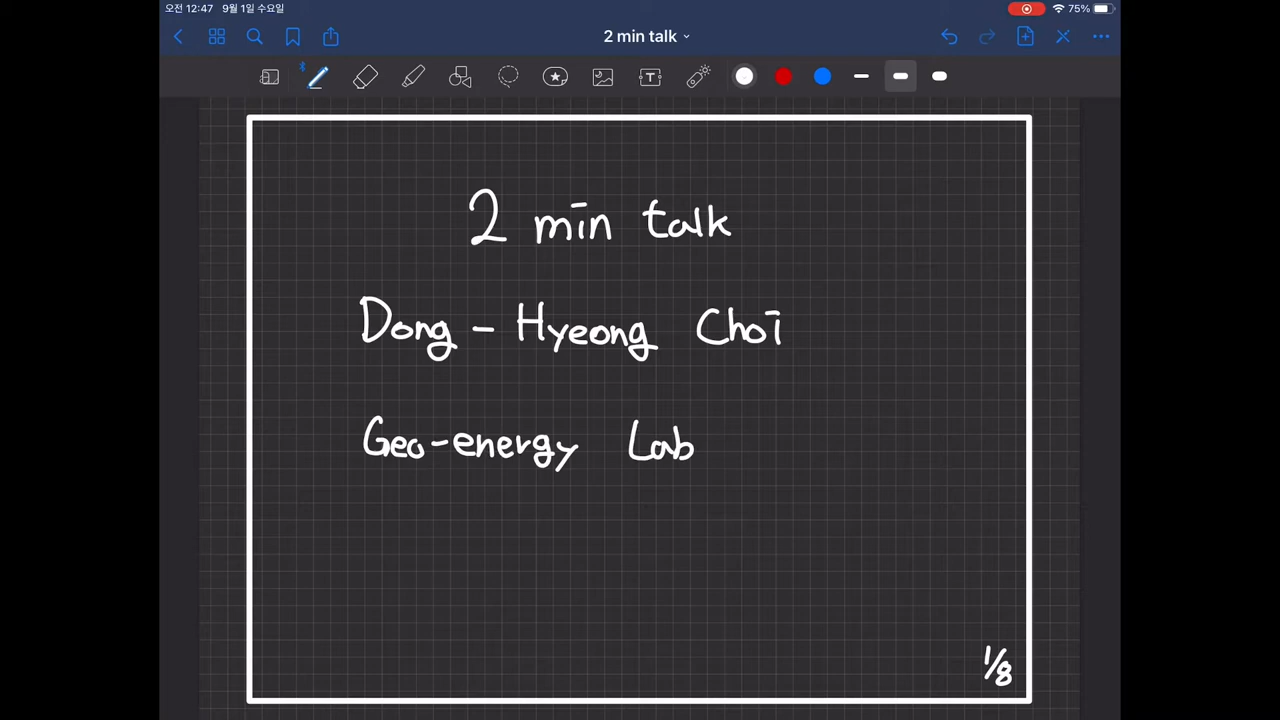 오전 12:47 9월 1일 수요일 75%
2 min talk
T
2 min talk
Dong-Hyeong Choi
Geo-energy Lab
1/8